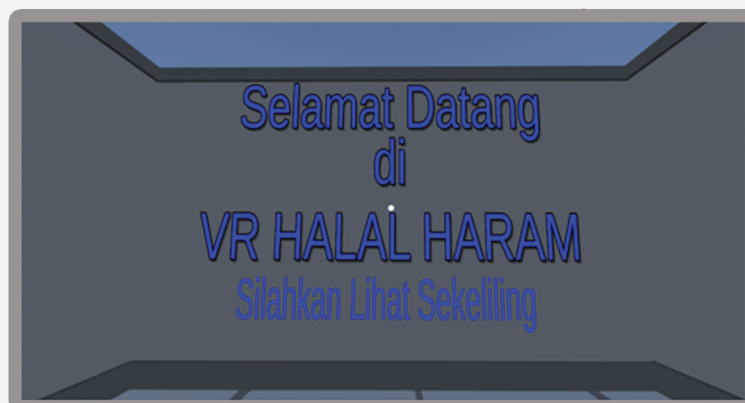 Selamat Datang
di
VR HALAL HARAM
Silahkan Lihat Sekeliling